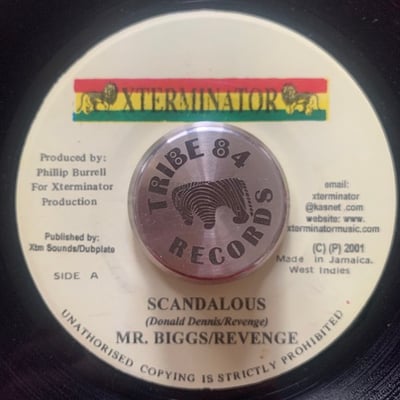 XTERMINATOR
Produced by:
Phillip Burrell
For Xterminator
Production
Published by:
Xtm Sounds/Dubplate
SIDE A
TRIBE 84
RECORDS
email:
xterminator
@kasnet .com
website: www.
xterminatormusic.com
(C) (P) 2001
Made in Jamaica.
West Indies
SCANDALOUS
(Donald Dennis/Revenge)
MR. BIGGS/REVENGE
UNATHORISED COPYING IS STRICTLY PROHIBITED